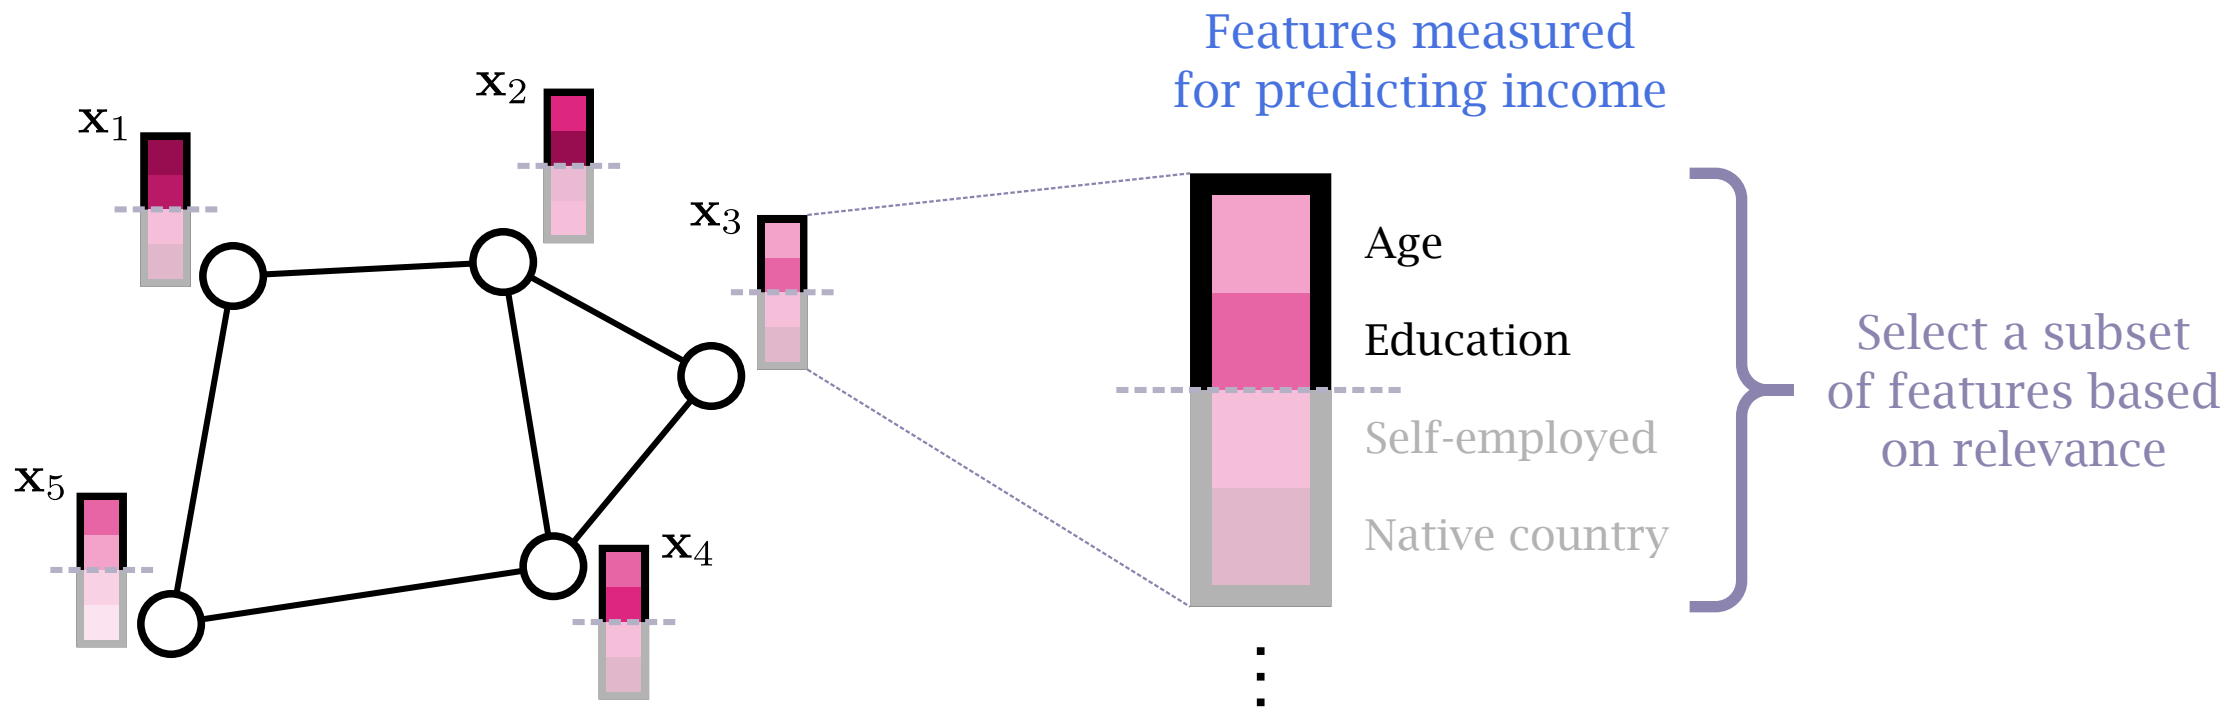 Features measured
for predicting income
x₁
x₂
x₃
x₄
x₅
Age
Education
Self-employed
Native country
⋮
Select a subset
of features based
on relevance